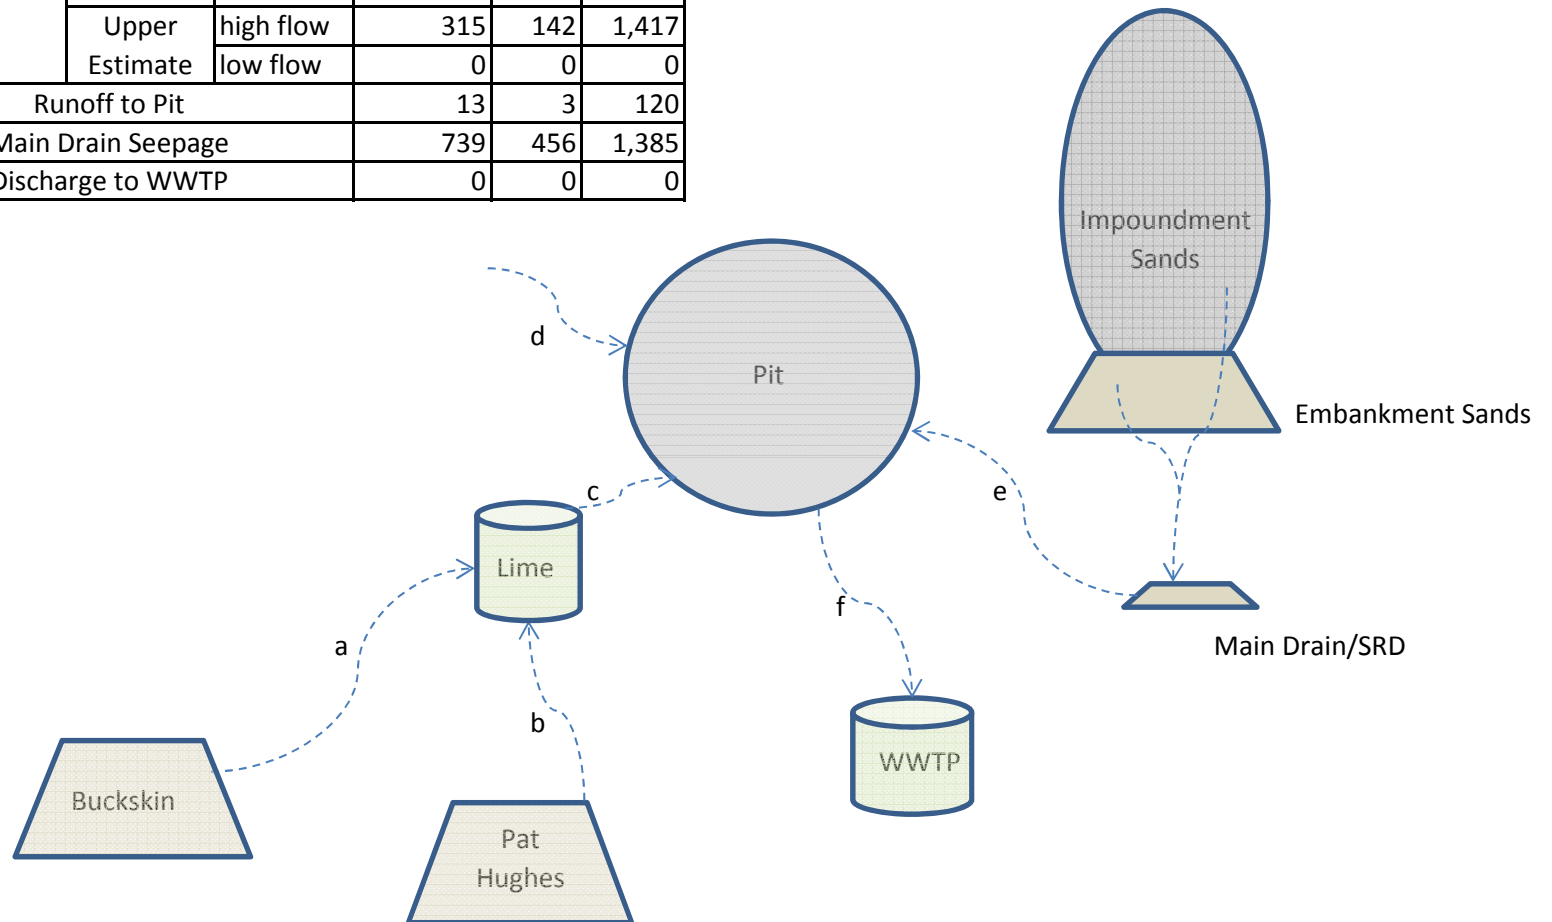 Upper high flow 315 142 1,417
Estimate low flow 0 0 0
Runoff to Pit 13 3 120
Main Drain Seepage 739 456 1,385
Discharge to WWTP 0 0 0
Impoundment
Sands
d
Pit
Embankment Sands
c
e
Lime
f
a
Main Drain/SRD
b
WWTP
Buckskin
Pat
Hughes